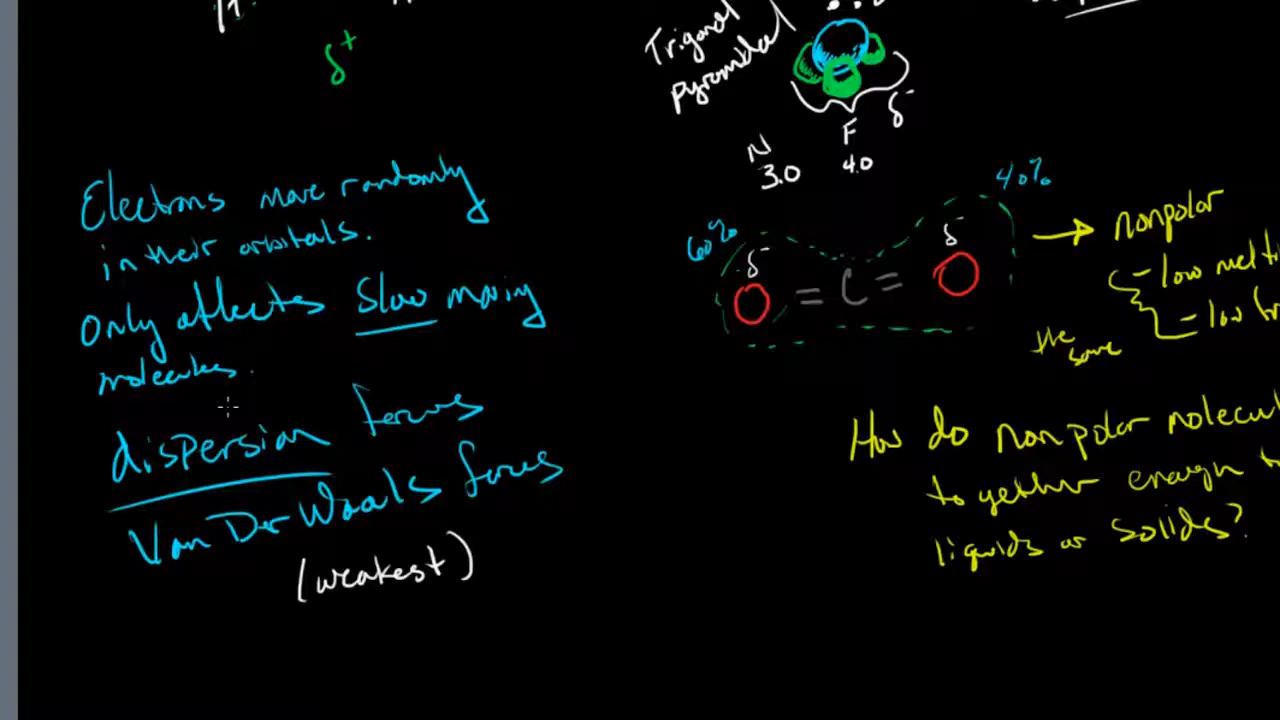 δ+
Trigonal
pyramidal
δ-
N
3.0
F
4.0
Electrons move randomly
in their orbitals.
Only affects slow moving
molecules.
dispersion forces
Van Der Waals forces
(weakest)
60%
40%
δ-
δ-
O = C = O
→ nonpolar
- low
- low
the same
How do nonpolar
together enough
liquids or solids?